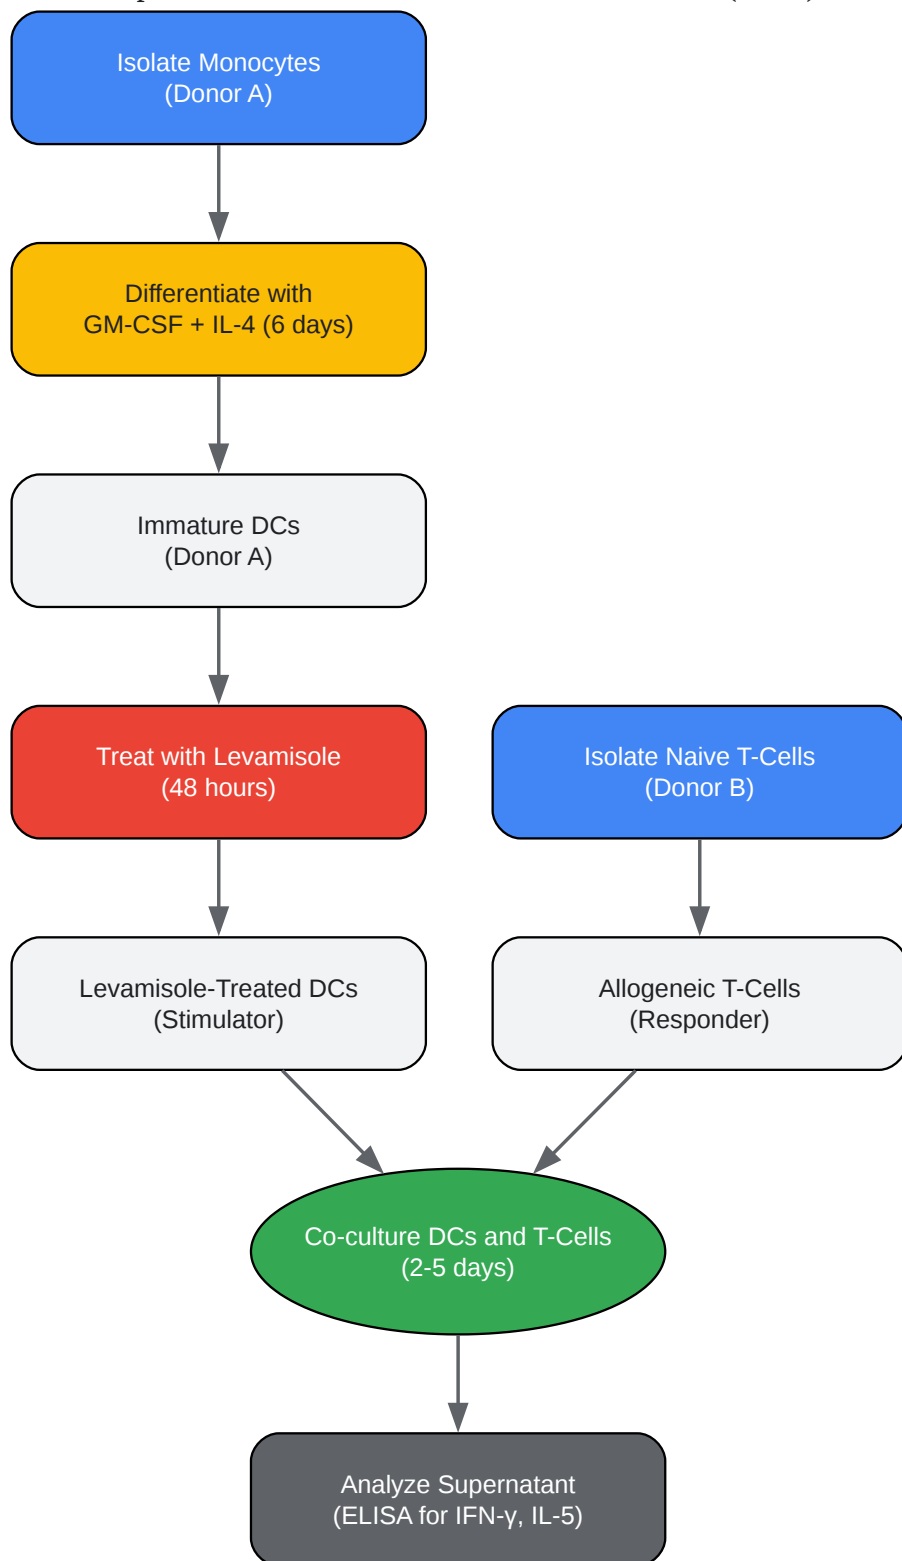 Isolate Monocytes
(Donor A)
Differentiate with
GM-CSF + IL-4 (6 days)
Immature DCs
(Donor A)
Treat with Levamisole
(48 hours)
Isolate Naive T-Cells
(Donor B)
Levamisole-Treated DCs
(Stimulator)
Allogeneic T-Cells
(Responder)
Co-culture DCs and T-Cells
(2-5 days)
Analyze Supernatant
(ELISA for IFN-γ, IL-5)